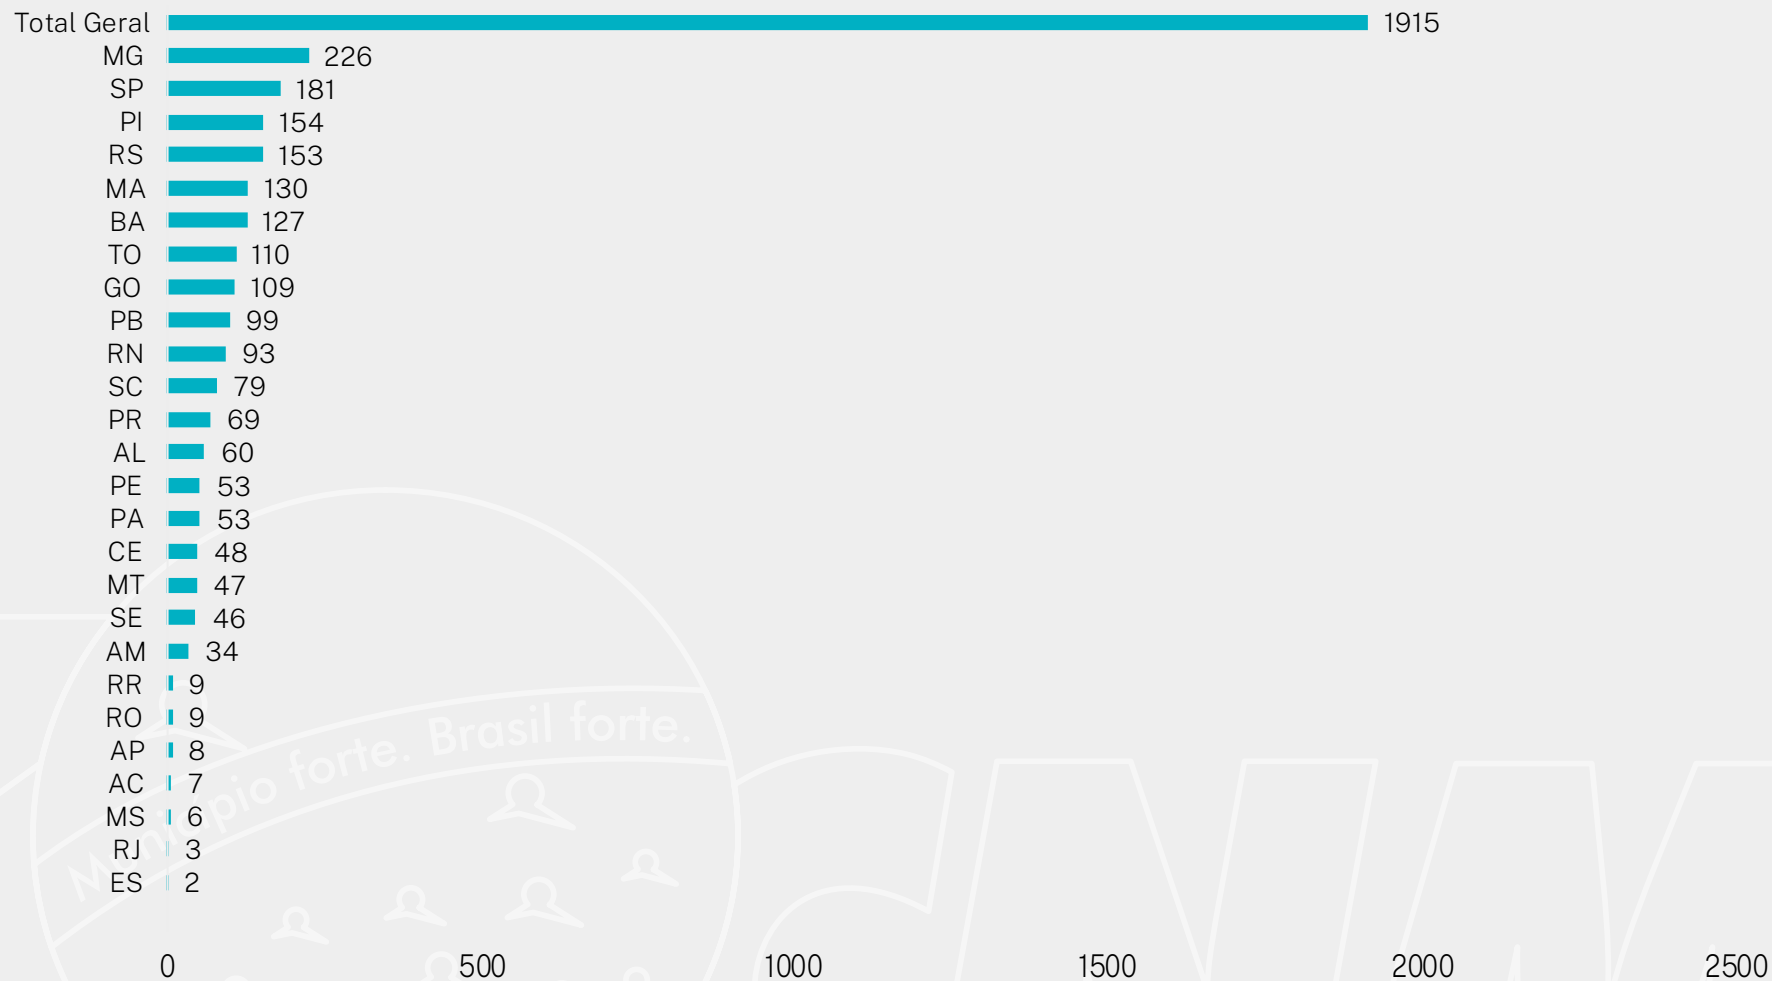 Total Geral 1915
MG 226
SP 181
PI 154
RS 153
MA 130
BA 127
TO 110
GO 109
PB 99
RN 93
SC 79
PR 69
AL 60
PE 53
PA 53
CE 48
MT 47
SE 46
AM 34
RR 9
RO 9
AP 8
AC 7
MS 6
RJ 3
ES 2
0 500 1000 1500 2000 2500
Município forte. Brasil forte.